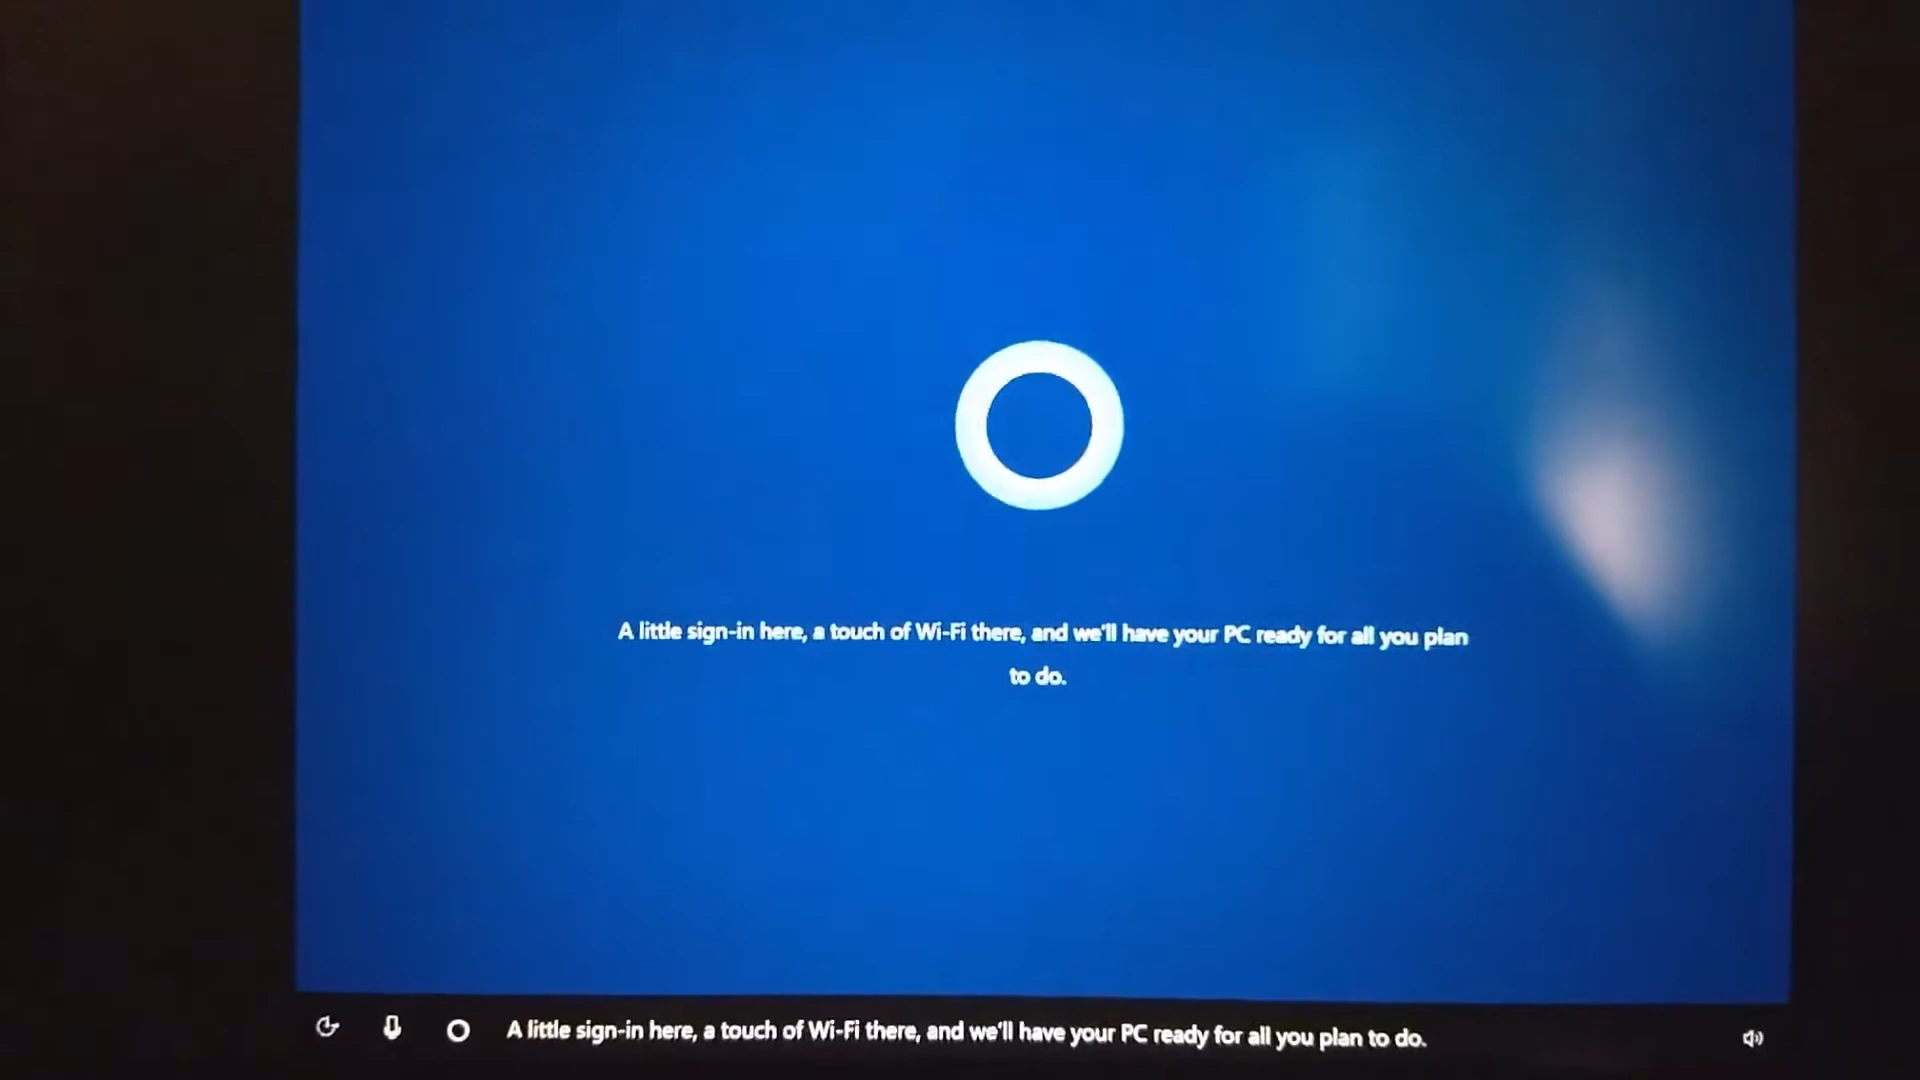 A little sign-in here, a touch of Wi-Fi there, and we'll have your PC ready for all you plan
to do.
A little sign-in here, a touch of Wi-Fi there, and we'll have your PC ready for all you plan to do.